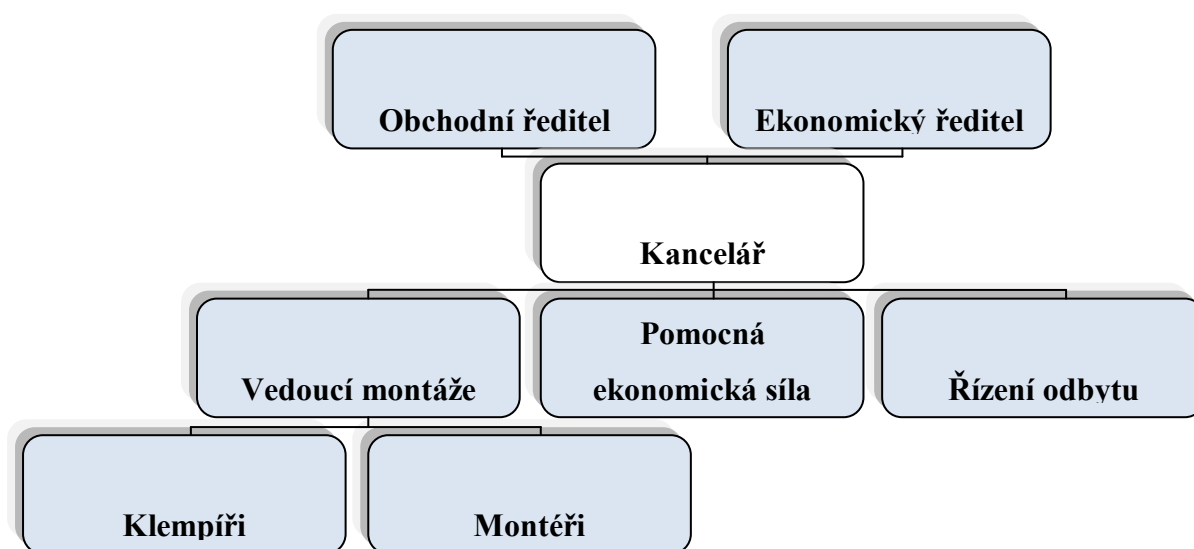 Obchodní ředitel
Ekonomický ředitel
Kancelář
Vedoucí montáže
Pomocná
ekonomická síla
Řízení odbytu
Klempíři
Montéři